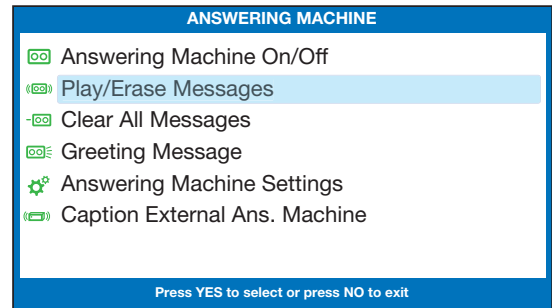 ANSWERING MACHINE
Answering Machine On/Off
Play/Erase Messages
Clear All Messages
Greeting Message
Answering Machine Settings
Caption External Ans. Machine
Press YES to select or press NO to exit